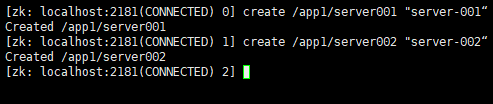 [zk: localhost:2181(CONNECTED) 0] create /app1/server001 "server-001“
Created /app1/server001
[zk: localhost:2181(CONNECTED) 1] create /app1/server002 "server-002“
Created /app1/server002
[zk: localhost:2181(CONNECTED) 2]